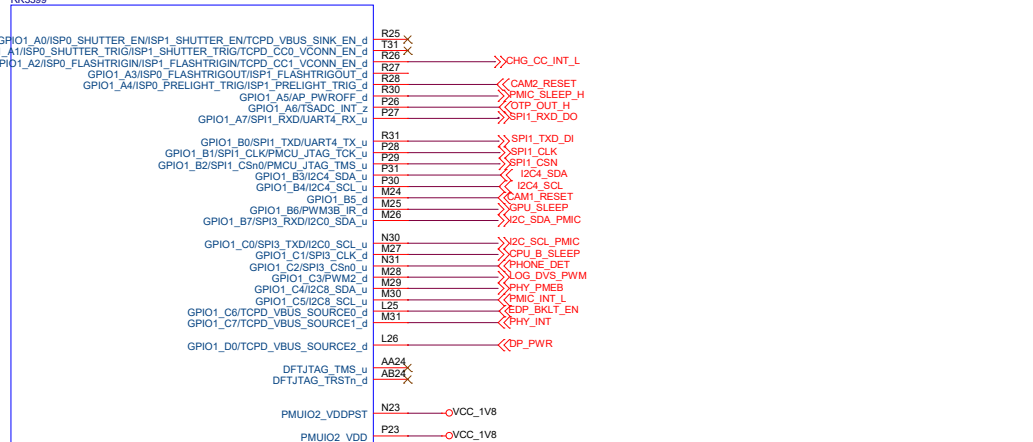 RK3399
GPIO1_A0/ISP0_SHUTTER_EN/ISP1_SHUTTER_EN/TCPD_VBUS_SINK_EN_d R25
_A1/ISP0_SHUTTER_TRIG/ISP1_SHUTTER_TRIG/TCPD_CC0_VCONN_EN_d T31
PIO1_A2/ISP0_FLASHTRIGIN/ISP1_FLASHTRIGIN/TCPD_CC1_VCONN_EN_d R26 CHG_CC_INT_L
GPIO1_A3/ISP0_FLASHTRIGOUT/ISP1_FLASHTRIGOUT_d R27
GPIO1_A4/ISP0_PRELIGHT_TRIG/ISP1_PRELIGHT_TRIG_d R28 CAM2_RESET
GPIO1_A5/AP_PWROFF_d R30 PMIC_SLEEP_H
GPIO1_A6/TSADC_INT_z P26 OTP_OUT_H
GPIO1_A7/SPI1_RXD/UART4_RX_u P27 SPI1_RXD_DO
GPIO1_B0/SPI1_TXD/UART4_TX_u R31 SPI1_TXD_DI
GPIO1_B1/SPI1_CLK/PMCU_JTAG_TCK_u P28 SPI1_CLK
GPIO1_B2/SPI1_CSn0/PMCU_JTAG_TMS_u P29 SPI1_CSN
GPIO1_B3/I2C4_SDA_u P31 I2C4_SDA
GPIO1_B4/I2C4_SCL_u P30 I2C4_SCL
GPIO1_B5_d M24 CAM1_RESET
GPIO1_B6/PWM3B_IR_d M25 GPU_SLEEP
GPIO1_B7/SPI3_RXD/I2C0_SDA_u M26 I2C_SDA_PMIC
GPIO1_C0/SPI3_TXD/I2C0_SCL_u N30 I2C_SCL_PMIC
GPIO1_C1/SPI3_CLK_d M27 CPU_B_SLEEP
GPIO1_C2/SPI3_CSn0_u N31 PHONE_DET
GPIO1_C3/PWM2_d M28 LOG_DVS_PWM
GPIO1_C4/I2C8_SDA_u M29 PHY_PMEB
GPIO1_C5/I2C8_SCL_u M30 PMIC_INT_L
GPIO1_C6/TCPD_VBUS_SOURCE0_d L25 EDP_BKLT_EN
GPIO1_C7/TCPD_VBUS_SOURCE1_d M31 PHY_INT
GPIO1_D0/TCPD_VBUS_SOURCE2_d L26 DP_PWR
DFTJTAG_TMS_u AA24
DFTJTAG_TRSTn_d AB24
PMUIO2_VDDPST N23 VCC_1V8
PMUIO2_VDD P23 VCC_1V8